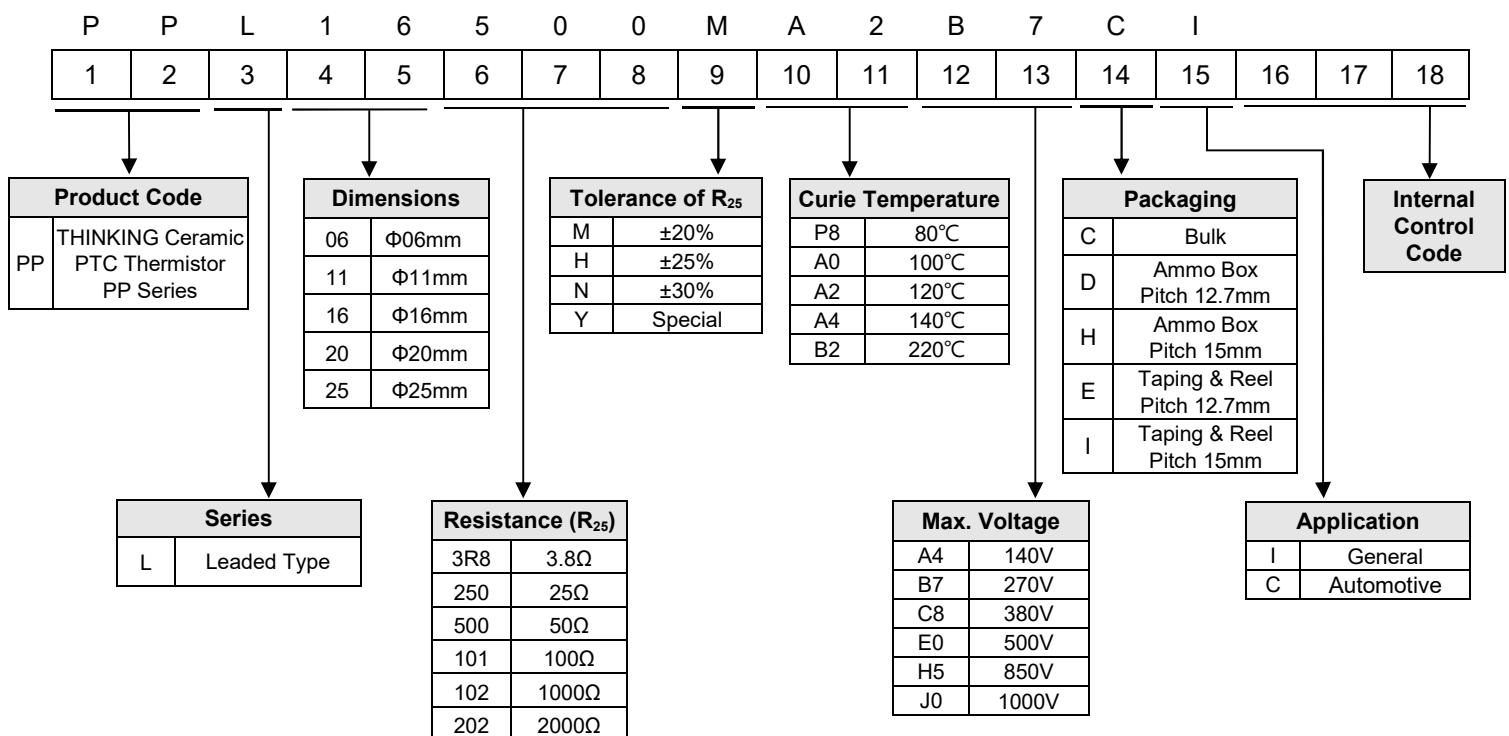 P P L 1 6 5 0 0 M A 2 B 7 C I
1 2 3 4 5 6 7 8 9 10 11 12 13 14 15 16 17 18
Product Code
PP THINKING Ceramic
PTC Thermistor
PP Series
Dimensions
06 Φ06mm
11 Φ11mm
16 Φ16mm
20 Φ20mm
25 Φ25mm
Tolerance of R25
M ±20%
H ±25%
N ±30%
Y Special
Curie Temperature
P8 80℃
A0 100℃
A2 120℃
A4 140℃
B2 220℃
Packaging
C Bulk
D Ammo Box
Pitch 12.7mm
H Ammo Box
Pitch 15mm
E Taping & Reel
Pitch 12.7mm
I Taping & Reel
Pitch 15mm
Internal
Control
Code
Series
L Leaded Type
Resistance (R25)
3R8 3.8Ω
250 25Ω
500 50Ω
101 100Ω
102 1000Ω
202 2000Ω
Max. Voltage
A4 140V
B7 270V
C8 380V
E0 500V
H5 850V
J0 1000V
Application
I General
C Automotive